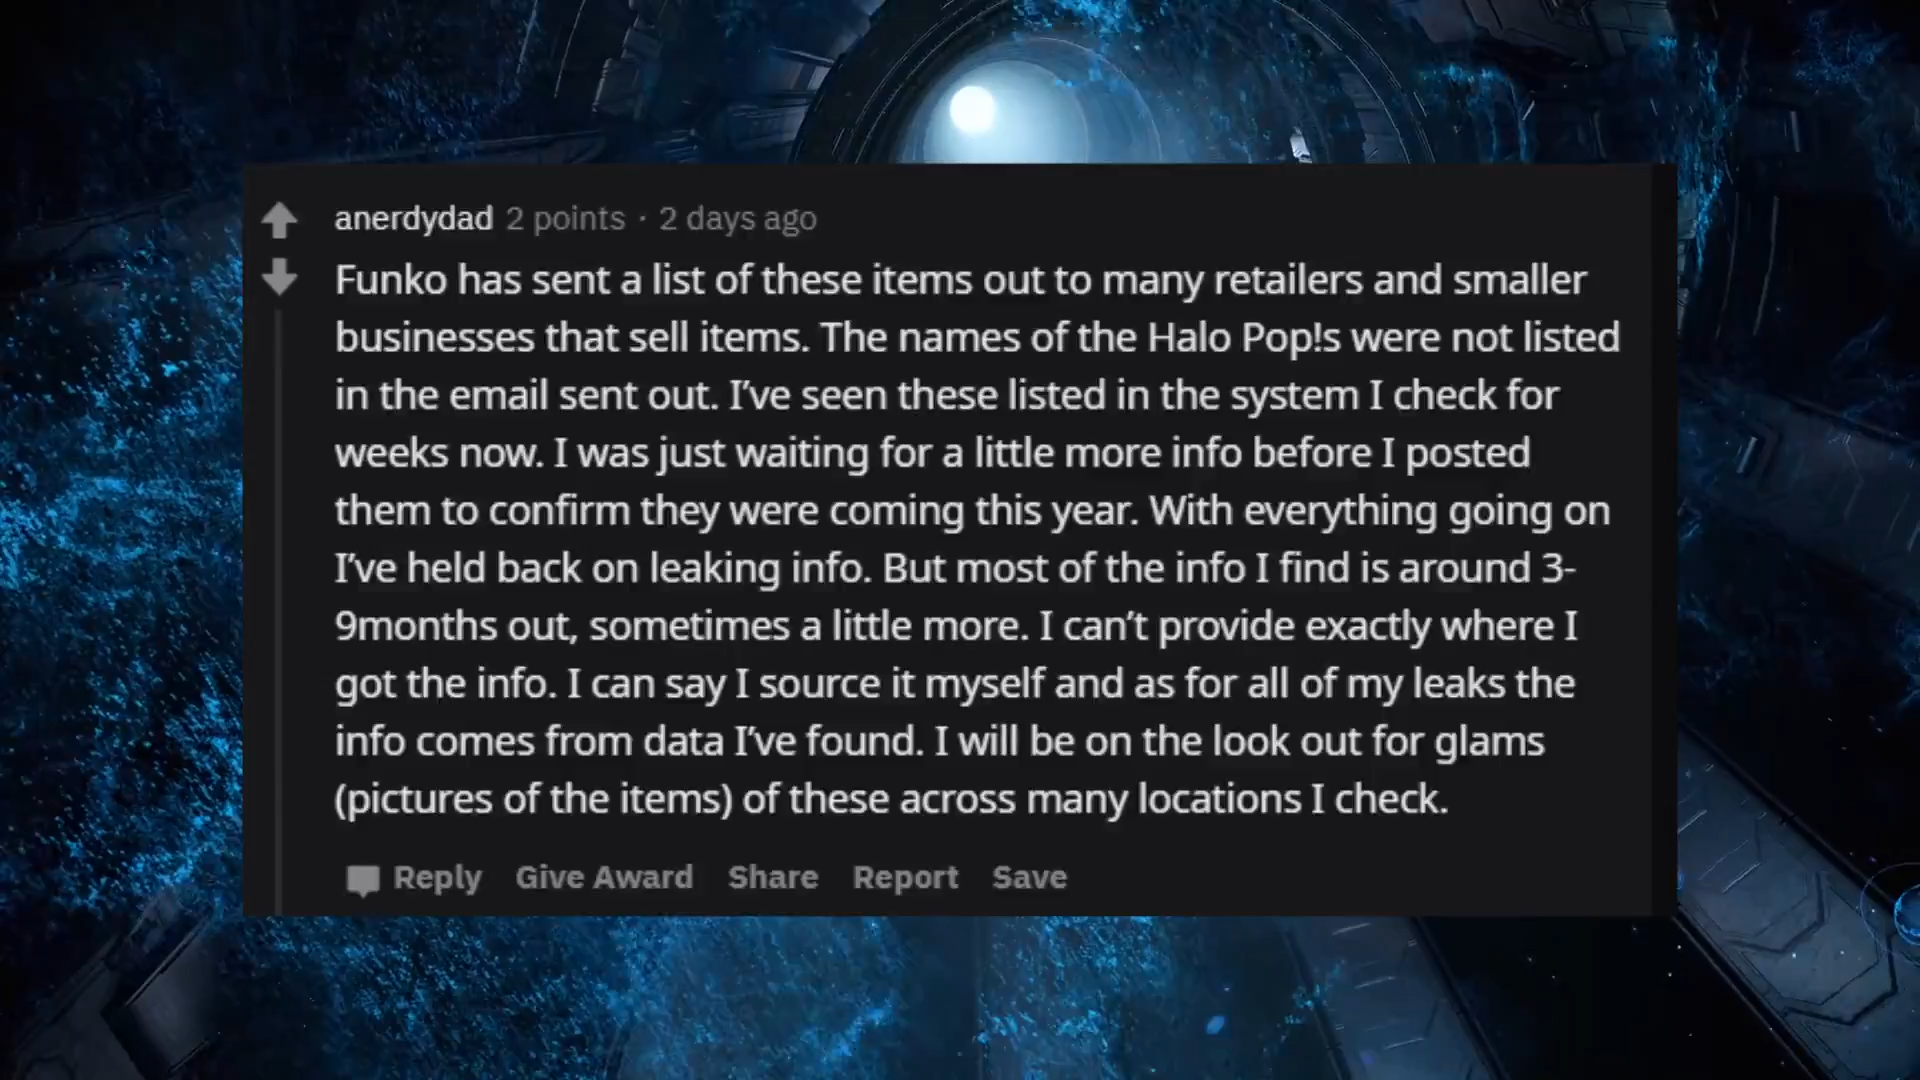 anerdydad 2 points · 2 days ago
Funko has sent a list of these items out to many retailers and smaller
businesses that sell items. The names of the Halo Pop!s were not listed
in the email sent out. I’ve seen these listed in the system I check for
weeks now. I was just waiting for a little more info before I posted
them to confirm they were coming this year. With everything going on
I’ve held back on leaking info. But most of the info I find is around 3-
9months out, sometimes a little more. I can’t provide exactly where I
got the info. I can say I source it myself and as for all of my leaks the
info comes from data I’ve found. I will be on the look out for glams
(pictures of the items) of these across many locations I check.
Reply Give Award Share Report Save